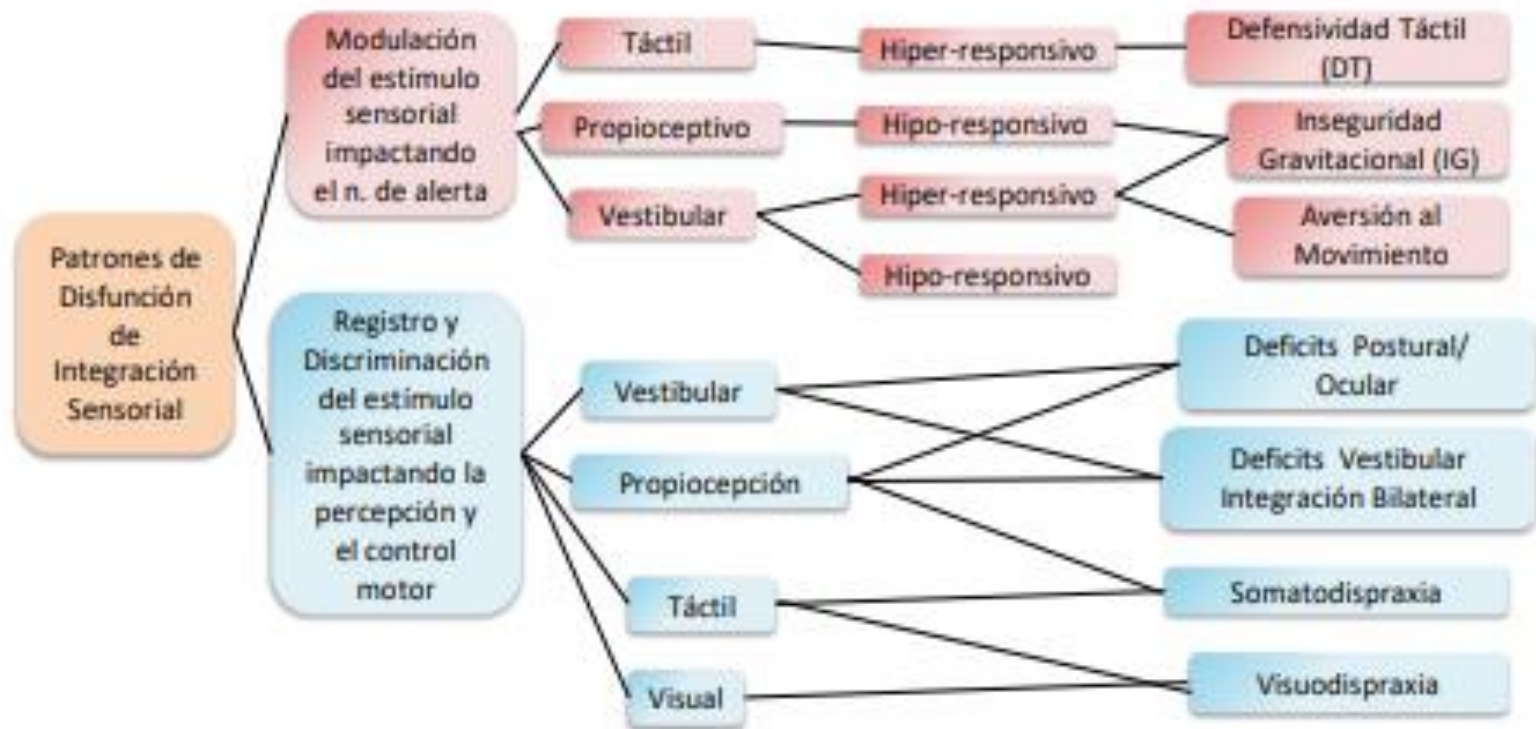 Patrones de
Disfunción
de
Integración
Sensorial
Modulación
del estimulo
sensorial
impactando
el n. de alerta
Táctil
Hiper-responsivo
Defensividad Táctil
(DT)
Propioceptivo
Hipo-responsivo
Inseguridad
Gravitacional (IG)
Vestibular
Hiper-responsivo
Aversión al
Movimiento
Hipo-responsivo
Registro y
Discriminación
del estimulo
sensorial
impactando la
percepción y
el control
motor
Vestibular
Deficits Postural/
Ocular
Propiocepción
Deficits Vestibular
Integración Bilateral
Táctil
Somatodispraxia
Visual
Visuodispraxia